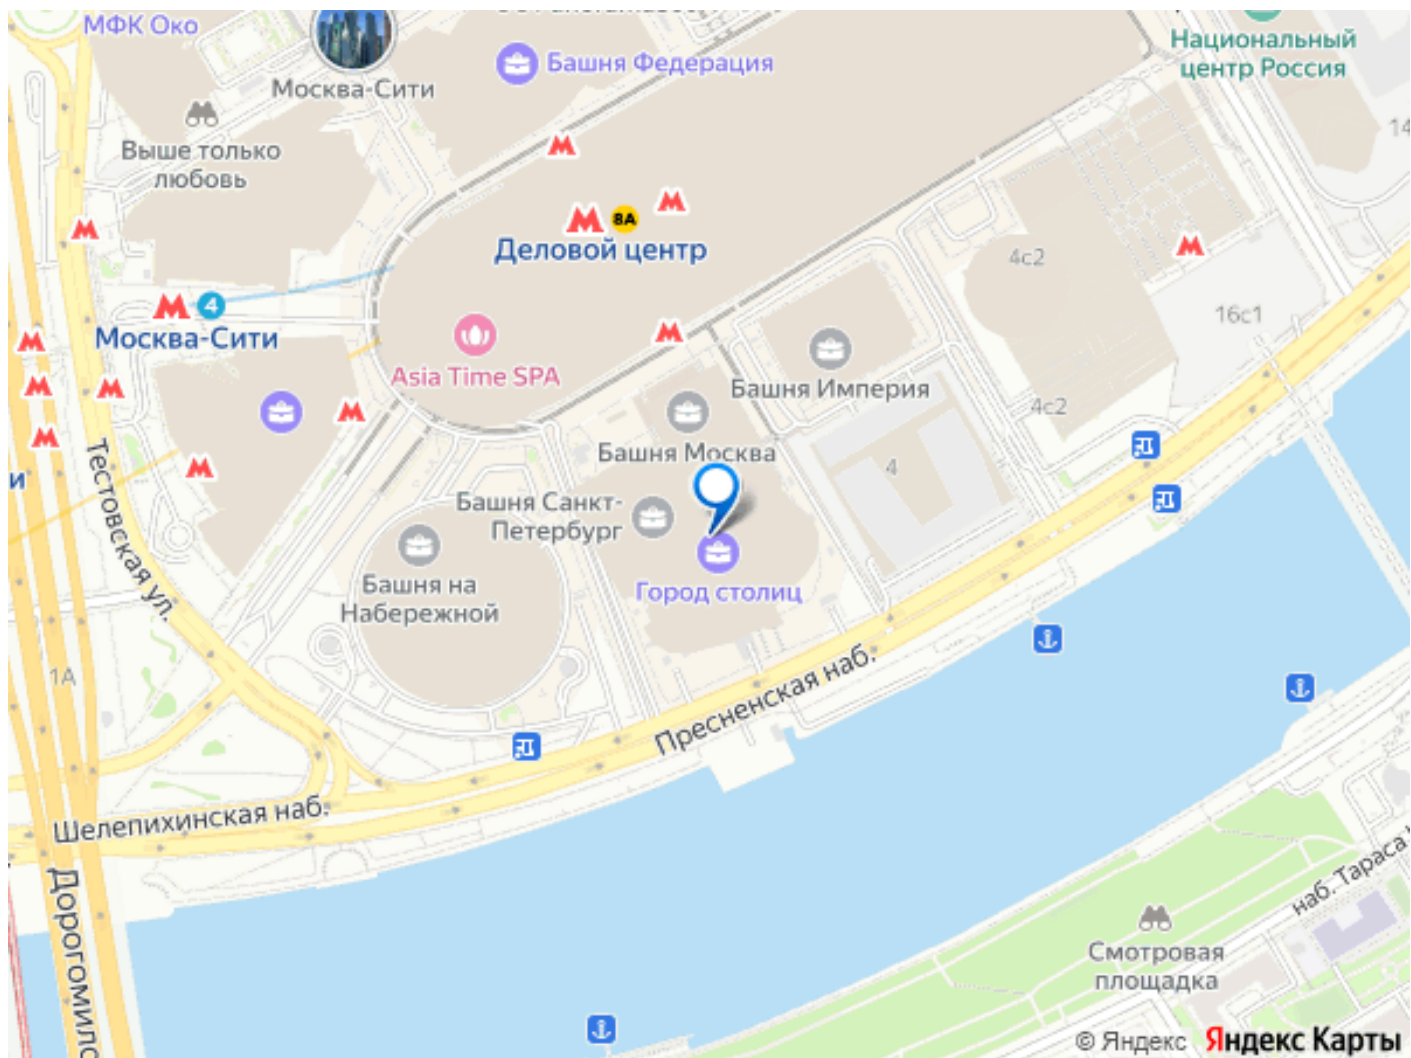 МФК Око
Башня Федерация
Москва-Сити
Национальный
центр Россия
14
Выше только
любовь
8А
Деловой центр
4с2
4
Москва-Сити
16с1
Asia Time SPA
Башня Империя
4с2
Башня Москва
4
и
Тестовская ул.
Башня Санкт-
Петербург
Город столиц
Башня на
Набережной
1А
Пресненская наб.
Шелепихинская наб.
Дорогомило
наб. Тараса
Смотровая
площадка
© Яндекс Яндекс Карты